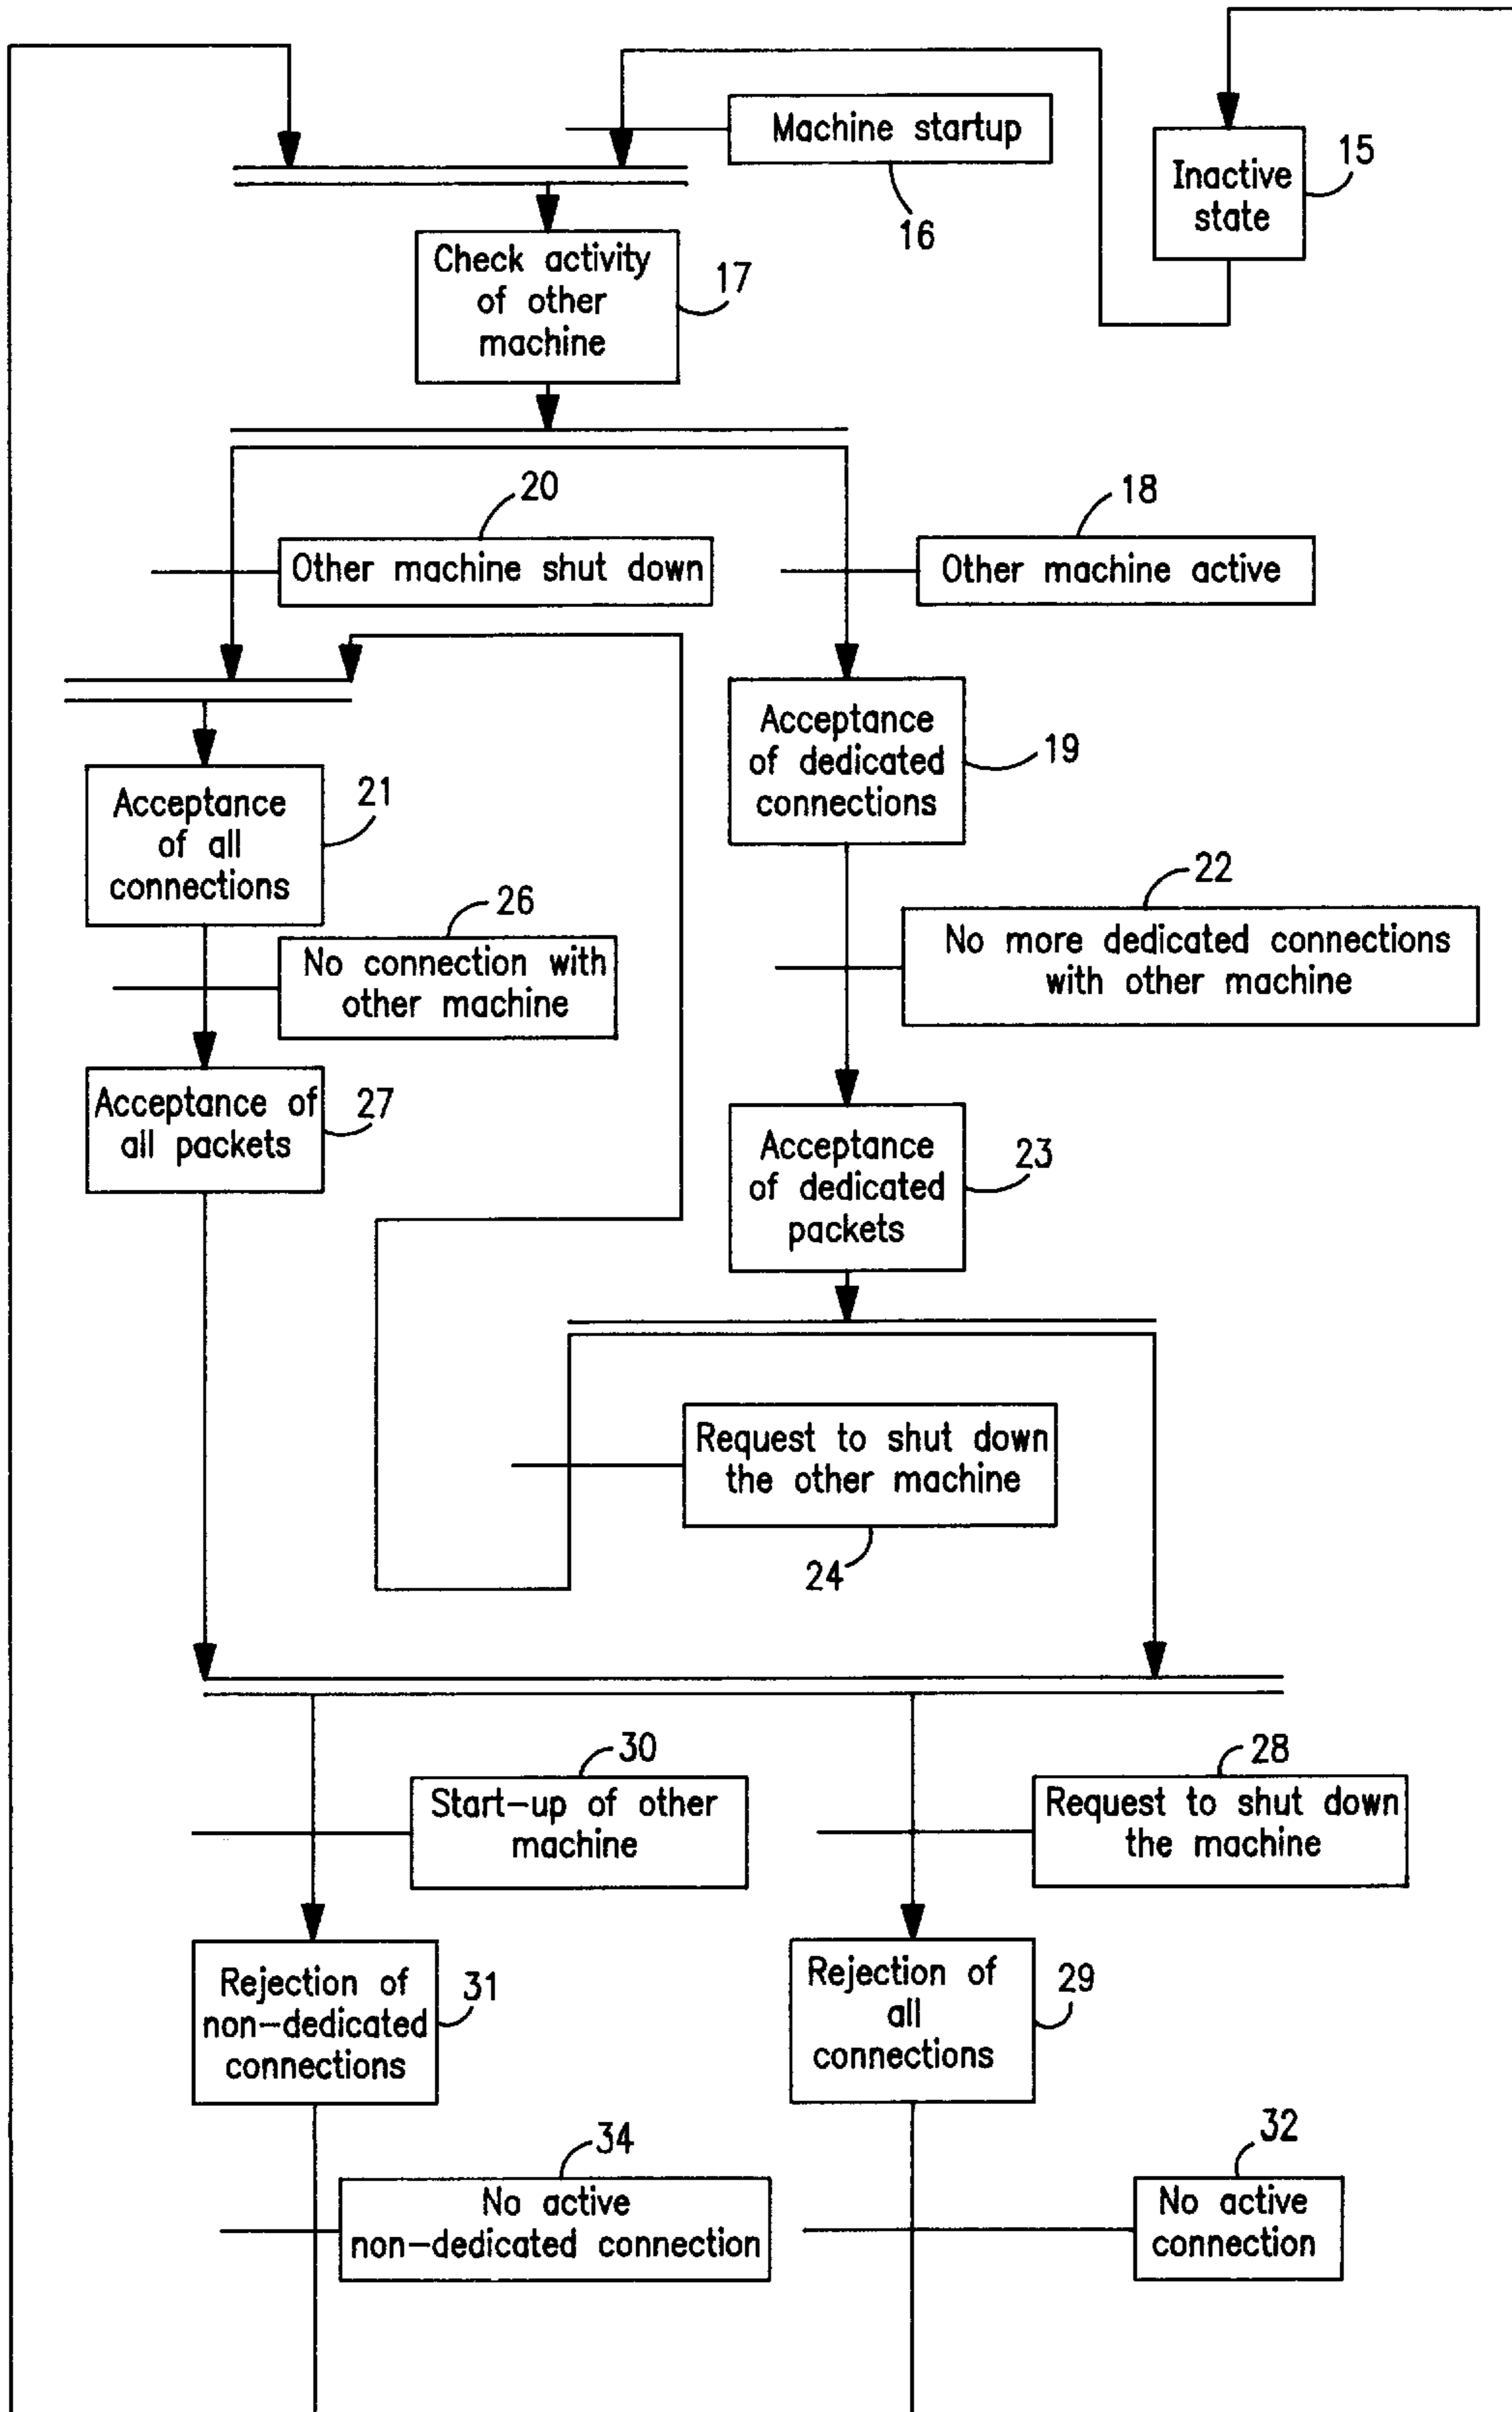 Machine startup
16
Inactive
state
15
Check activity
of other
machine
17
20
Other machine shut down
18
Other machine active
Acceptance
of dedicated
connections
19
Acceptance
of all
connections
21
22
No more dedicated connections
with other machine
26
No connection with
other machine
Acceptance of
all packets
27
Acceptance
of dedicated
packets
23
Request to shut down
the other machine
24
30
Start-up of other
machine
28
Request to shut down
the machine
Rejection of
non-dedicated
connections
31
Rejection of
all
connections
29
34
No active
non-dedicated connection
32
No active
connection